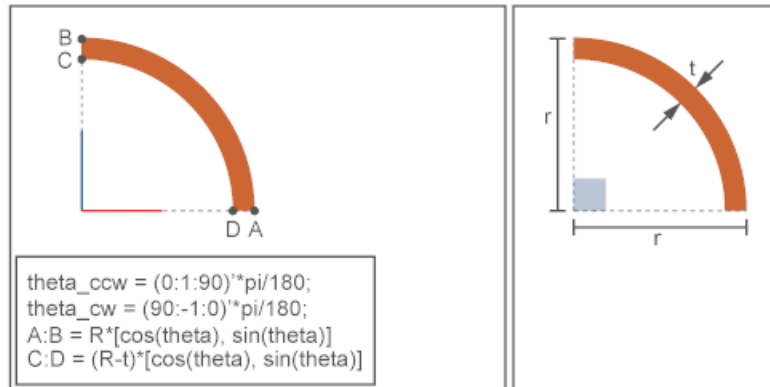 B
C
D A
theta_ccw = (0:1:90)'*pi/180;
theta_cw = (90:-1:0)'*pi/180;
A:B = R*[cos(theta), sin(theta)]
C:D = (R-t)*[cos(theta), sin(theta)]
t
r
r